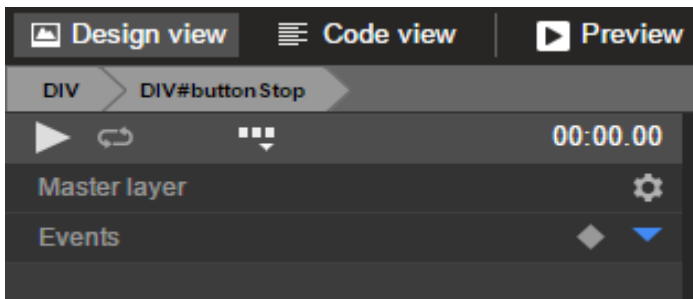 Design view Code view Preview
DIV DIV#buttonStop
00:00.00
Master layer
Events